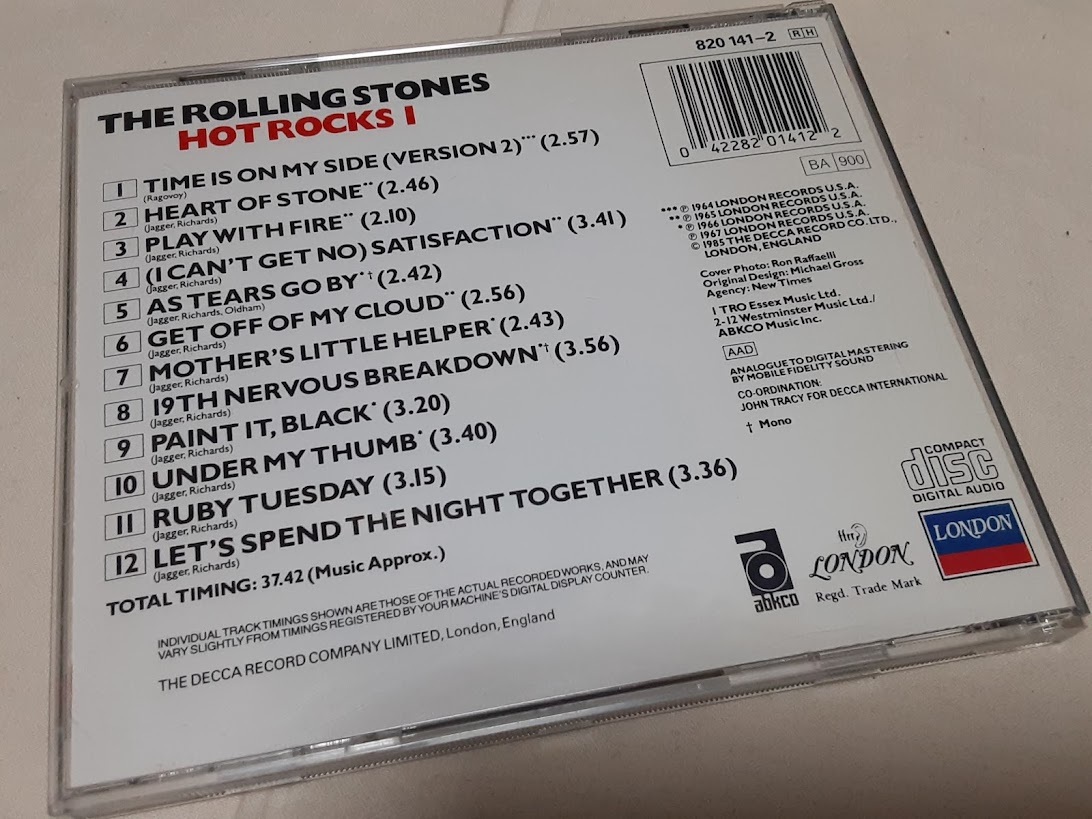 THE ROLLING STONES
HOT ROCKS 1
1 TIME IS ON MY SIDE (VERSION 2)*** (2.57)
(Ragovoy)
2 HEART OF STONE** (2.46)
(Jagger, Richards)
3 PLAY WITH FIRE** (2.10)
(Jagger, Richards)
4 (I CAN'T GET NO) SATISFACTION** (3.41)
(Jagger, Richards)
5 AS TEARS GO BY*† (2.42)
(Jagger, Richards, Oldham)
6 GET OFF OF MY CLOUD** (2.56)
(Jagger, Richards)
7 MOTHER'S LITTLE HELPER* (2.43)
(Jagger, Richards)
8 19TH NERVOUS BREAKDOWN*† (3.56)
(Jagger, Richards)
9 PAINT IT, BLACK* (3.20)
(Jagger, Richards)
10 UNDER MY THUMB* (3.40)
(Jagger, Richards)
11 RUBY TUESDAY (3.15)
(Jagger, Richards)
12 LET'S SPEND THE NIGHT TOGETHER (3.36)
(Jagger, Richards)
TOTAL TIMING: 37.42 (Music Approx.)
INDIVIDUAL TRACK TIMINGS SHOWN ARE THOSE OF THE ACTUAL RECORDED WORKS, AND MAY
VARY SLIGHTLY FROM TIMINGS REGISTERED BY YOUR MACHINE'S DIGITAL DISPLAY COUNTER.
THE DECCA RECORD COMPANY LIMITED, London, England
820 141-2 RH
0 42282 01412 2
BA 900
*** ℗ 1964 LONDON RECORDS U.S.A.
** ℗ 1965 LONDON RECORDS U.S.A.
* ℗ 1966 LONDON RECORDS U.S.A.
℗ 1967 LONDON RECORDS U.S.A.
© 1985 THE DECCA RECORD CO. LTD.,
LONDON, ENGLAND
Cover Photo: Ron Raffaelli
Original Design: Michael Gross
Agency: New Times
1 TRO Essex Music Ltd.
2-12 Westminster Music Ltd./
ABKCO Music Inc.
AAD
ANALOGUE TO DIGITAL MASTERING
BY MOBILE FIDELITY SOUND
CO-ORDINATION:
JOHN TRACY FOR DECCA INTERNATIONAL
† Mono
COMPACT
disc
DIGITAL AUDIO
abkco
ffrr
LONDON
Regd. Trade Mark
LONDON